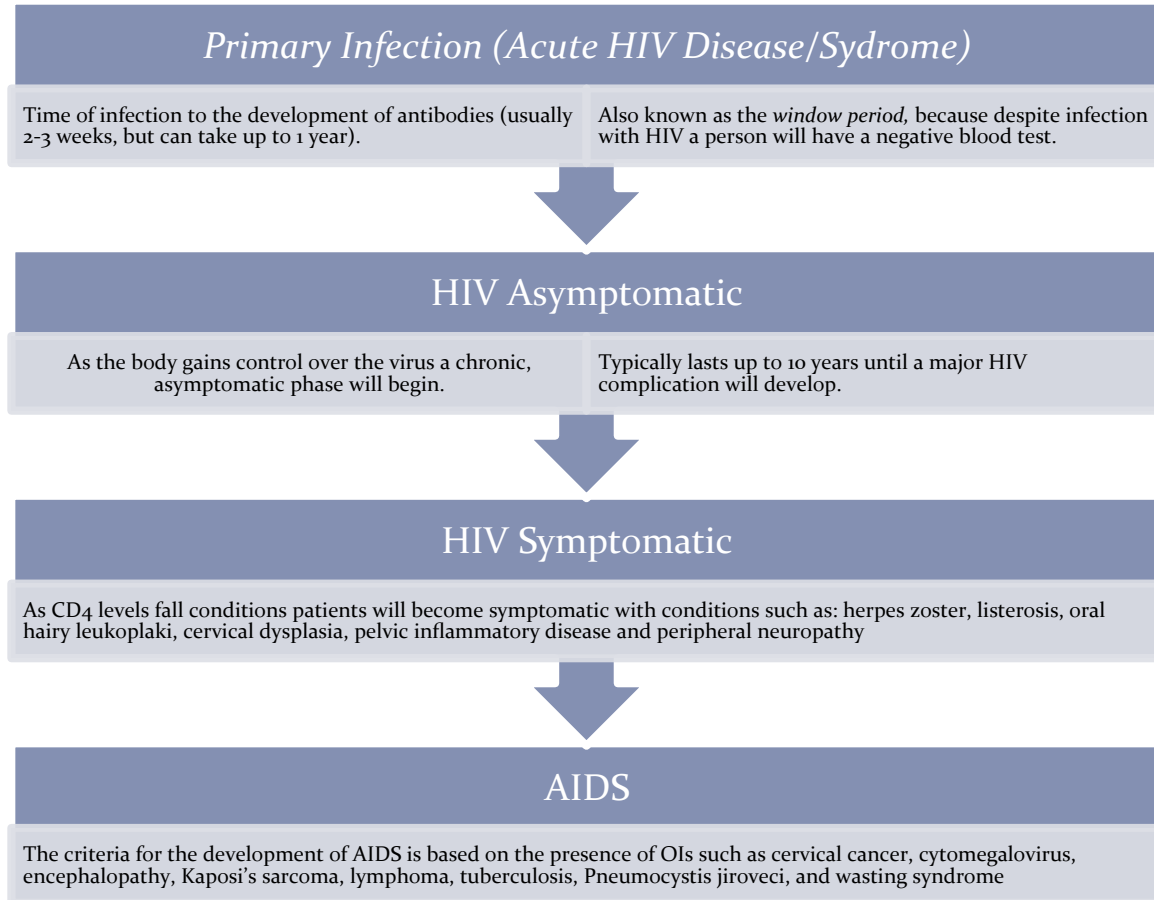 Primary Infection (Acute HIV Disease/Sydrome)
Time of infection to the development of antibodies (usually
2-3 weeks, but can take up to 1 year).
Also known as the window period, because despite infection
with HIV a person will have a negative blood test.
HIV Asymptomatic
As the body gains control over the virus a chronic,
asymptomatic phase will begin.
Typically lasts up to 10 years until a major HIV
complication will develop.
HIV Symptomatic
As CD4 levels fall conditions patients will become symptomatic with conditions such as: herpes zoster, listerosis, oral
hairy leukoplaki, cervical dysplasia, pelvic inflammatory disease and peripheral neuropathy
AIDS
The criteria for the development of AIDS is based on the presence of OIs such as cervical cancer, cytomegalovirus,
encephalopathy, Kaposi's sarcoma, lymphoma, tuberculosis, Pneumocystis jiroveci, and wasting syndrome